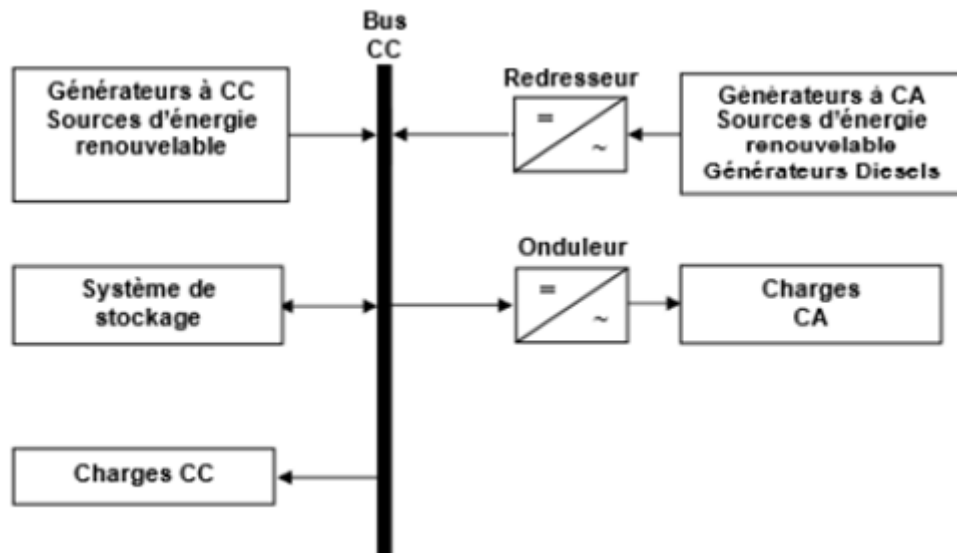 Bus
CC
Générateurs à CC
Sources d'énergie
renouvelable
Redresseur
=
~
Générateurs à CA
Sources d'énergie
renouvelable
Générateurs Diesels
Système de
stockage
Onduleur
=
~
Charges
CA
Charges CC